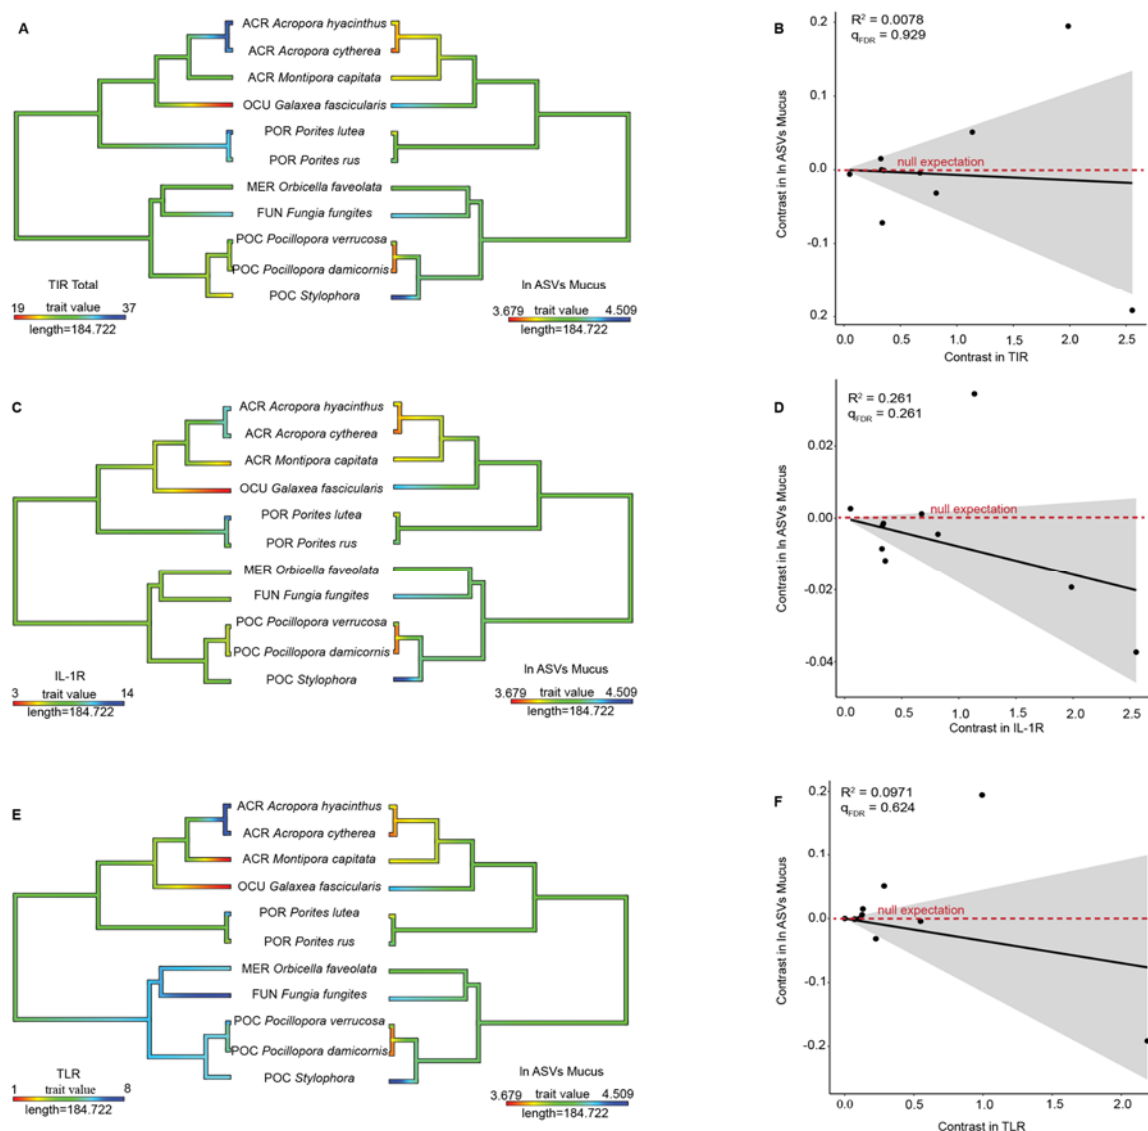 A
ACR Acropora hyacinthus
ACR Acropora cytherea
ACR Montipora capitata
OCU Galaxea fascicularis
POR Porites lutea
POR Porites rus
MER Orbicella faveolata
FUN Fungia fungites
POC Pocillopora verrucosa
POC Pocillopora damicornis
POC Stylophora
TIR Total
19 trait value 37
length=184.722
ln ASVs Mucus
3.679 trait value 4.509
length=184.722
B
R² = 0.0078
qFDR = 0.929
null expectation
Contrast in ln ASVs Mucus
0.2
0.1
0.0
-0.1
0.2
0.0 0.5 1.0 1.5 2.0 2.5
Contrast in TIR
C
ACR Acropora hyacinthus
ACR Acropora cytherea
ACR Montipora capitata
OCU Galaxea fascicularis
POR Porites lutea
POR Porites rus
MER Orbicella faveolata
FUN Fungia fungites
POC Pocillopora verrucosa
POC Pocillopora damicornis
POC Stylophora
IL-1R
3 trait value 14
length=184.722
ln ASVs Mucus
3.679 trait value 4.509
length=184.722
D
R² = 0.261
qFDR = 0.261
null expectation
Contrast in ln ASVs Mucus
0.02
0.00
-0.02
-0.04
0.0 0.5 1.0 1.5 2.0 2.5
Contrast in IL-1R
E
ACR Acropora hyacinthus
ACR Acropora cytherea
ACR Montipora capitata
OCU Galaxea fascicularis
POR Porites lutea
POR Porites rus
MER Orbicella faveolata
FUN Fungia fungites
POC Pocillopora verrucosa
POC Pocillopora damicornis
POC Stylophora
TLR
1 trait value 8
length=184.722
ln ASVs Mucus
3.679 trait value 4.509
length=184.722
F
R² = 0.0971
qFDR = 0.624
null expectation
Contrast in ln ASVs Mucus
0.2
0.1
0.0
-0.1
-0.2
0.0 0.5 1.0 1.5 2.0
Contrast in TLR